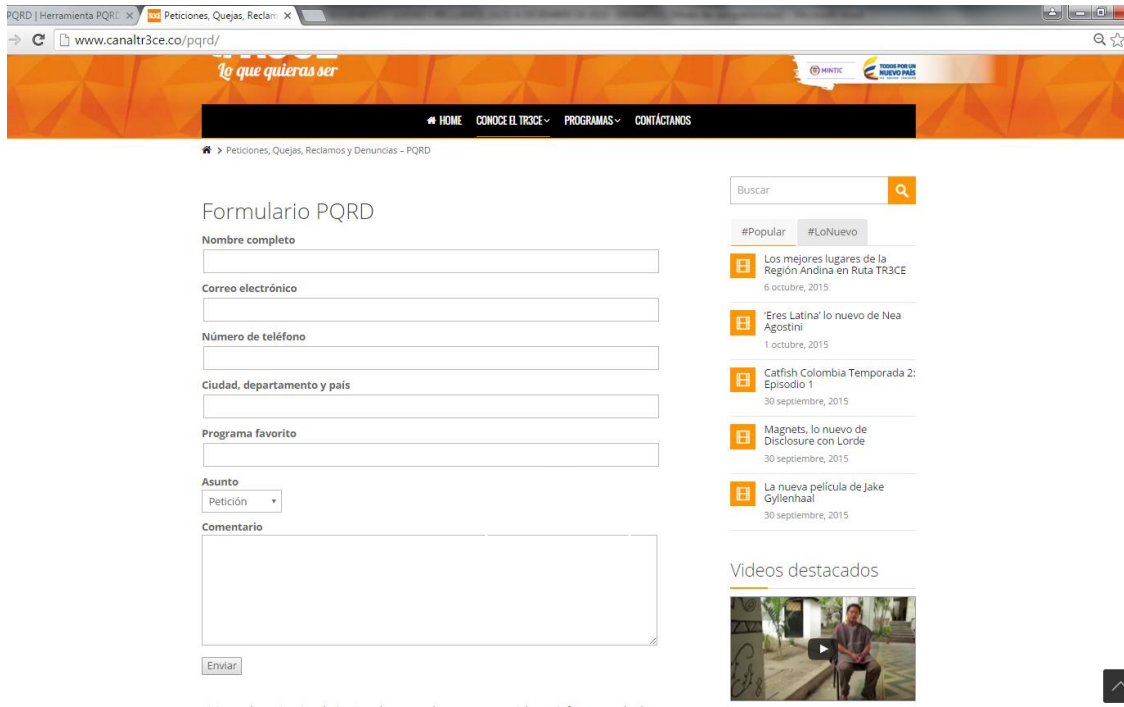 PQRD | Herramienta PQRD
Peticiones, Quejas, Reclam
www.canaltr3ce.co/pqrd/
Lo que quieras ser
MINTIC
TODOS POR UN
NUEVO PAÍS
HOME CONOCE EL TR3CE PROGRAMAS CONTÁCTANOS
> Peticiones, Quejas, Reclamos y Denuncias – PQRD
Formulario PQRD
Nombre completo
Correo electrónico
Número de teléfono
Ciudad, departamento y país
Programa favorito
Asunto
Petición
Comentario
Enviar
Buscar
#Popular #LoNuevo
Los mejores lugares de la
Región Andina en Ruta TR3CE
6 octubre, 2015
'Eres Latina' lo nuevo de Nea
Agostini
1 octubre, 2015
Catfish Colombia Temporada 2:
Episodio 1
30 septiembre, 2015
Magnets, lo nuevo de
Disclosure con Lorde
30 septiembre, 2015
La nueva película de Jake
Gyllenhaal
30 septiembre, 2015
Videos destacados